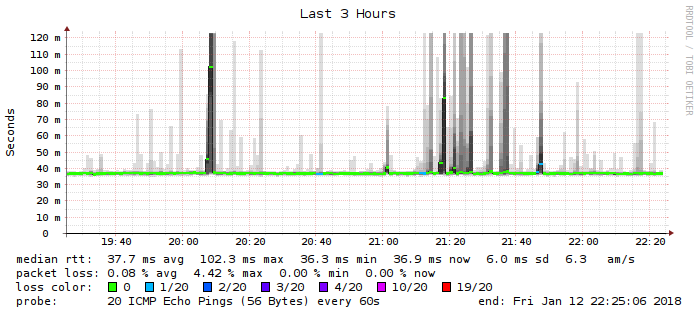 Last 3 Hours
RRDTOOL / TOBI OETIKER
Seconds
120 m
110 m
100 m
90 m
80 m
70 m
60 m
50 m
40 m
30 m
20 m
10 m
0
19:40 20:00 20:20 20:40 21:00 21:20 21:40 22:00 22:20
median rtt: 37.7 ms avg 102.3 ms max 36.3 ms min 36.9 ms now 6.0 ms sd 6.3 am/s
packet loss: 0.08 % avg 4.42 % max 0.00 % min 0.00 % now
loss color: 0 1/20 2/20 3/20 4/20 10/20 19/20
probe: 20 ICMP Echo Pings (56 Bytes) every 60s end: Fri Jan 12 22:25:06 2018